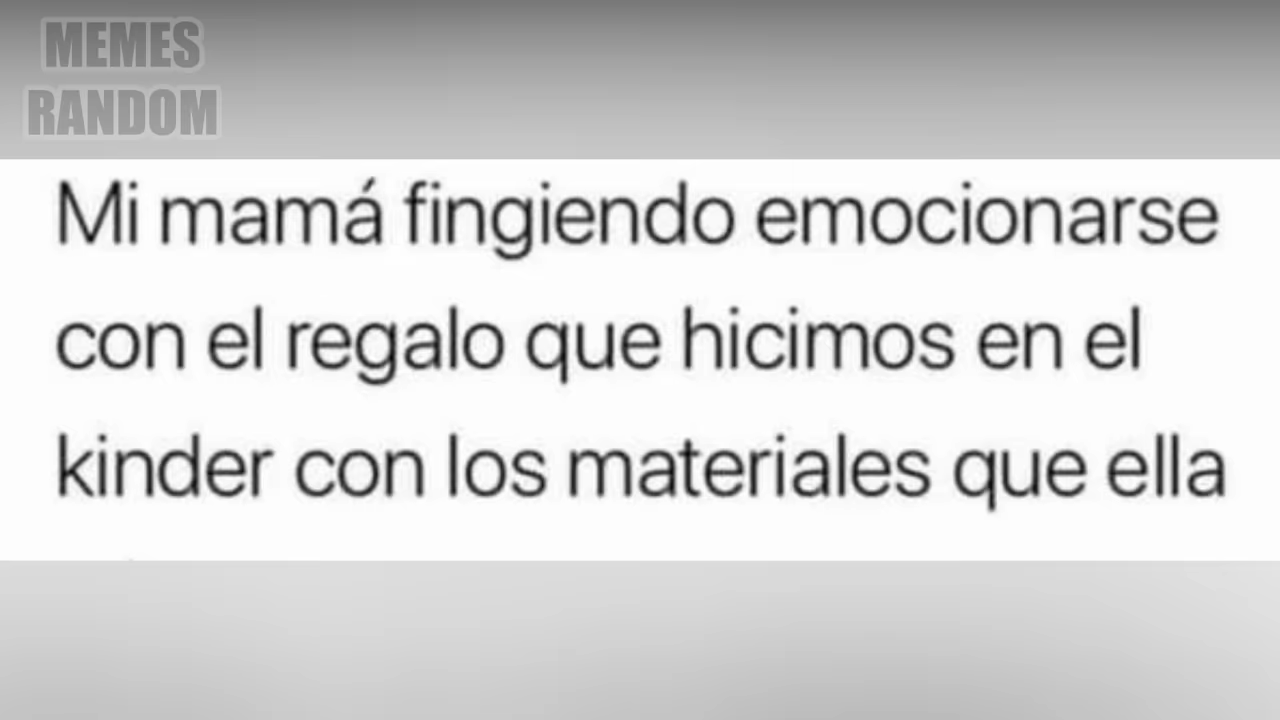 MEMES
RANDOM
Mi mamá fingiendo emocionarse
con el regalo que hicimos en el
kinder con los materiales que ella